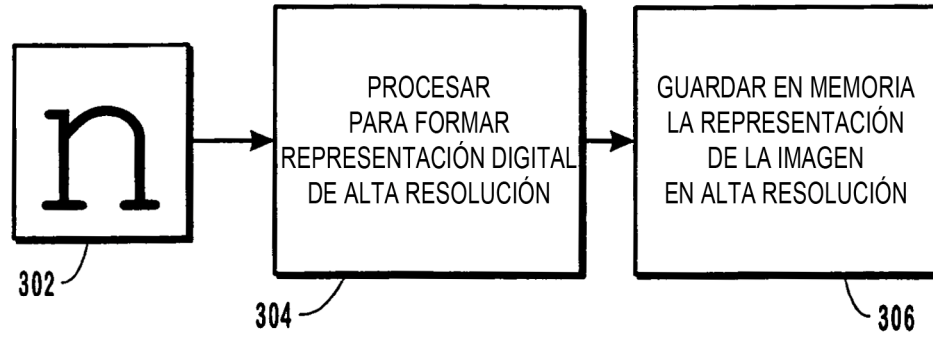 n
PROCESAR
PARA FORMAR
REPRESENTACIÓN DIGITAL
DE ALTA RESOLUCIÓN
GUARDAR EN MEMORIA
LA REPRESENTACIÓN
DE LA IMAGEN
EN ALTA RESOLUCIÓN
302
304
306